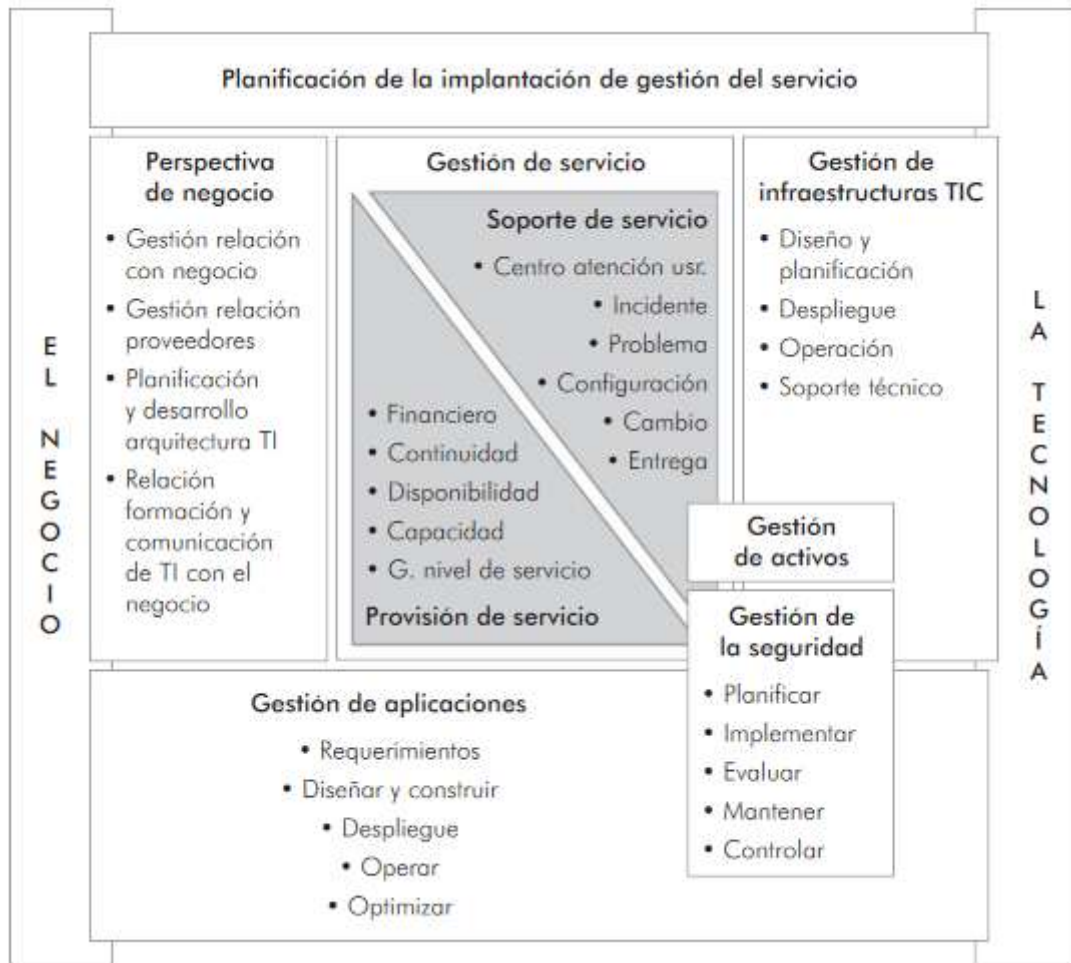 Planificación de la implantación de gestión del servicio
EL NEGOCIO
Perspectiva
de negocio
• Gestión relación
con negocio
• Gestión relación
proveedores
• Planificación
y desarrollo
arquitectura TI
• Relación
formación y
comunicación
de TI con el
negocio
Gestión de servicio
Soporte de servicio
• Centro atención usr.
• Incidente
• Problema
• Configuración
• Cambio
• Entrega
• Financiero
• Continuidad
• Disponibilidad
• Capacidad
• G. nivel de servicio
Provisión de servicio
Gestión de
infraestructuras TIC
• Diseño y
planificación
• Despliegue
• Operación
• Soporte técnico
LA TECNOLOGÍA
Gestión
de activos
Gestión de
la seguridad
• Planificar
• Implementar
• Evaluar
• Mantener
• Controlar
Gestión de aplicaciones
• Requerimientos
• Diseñar y construir
• Despliegue
• Operar
• Optimizar